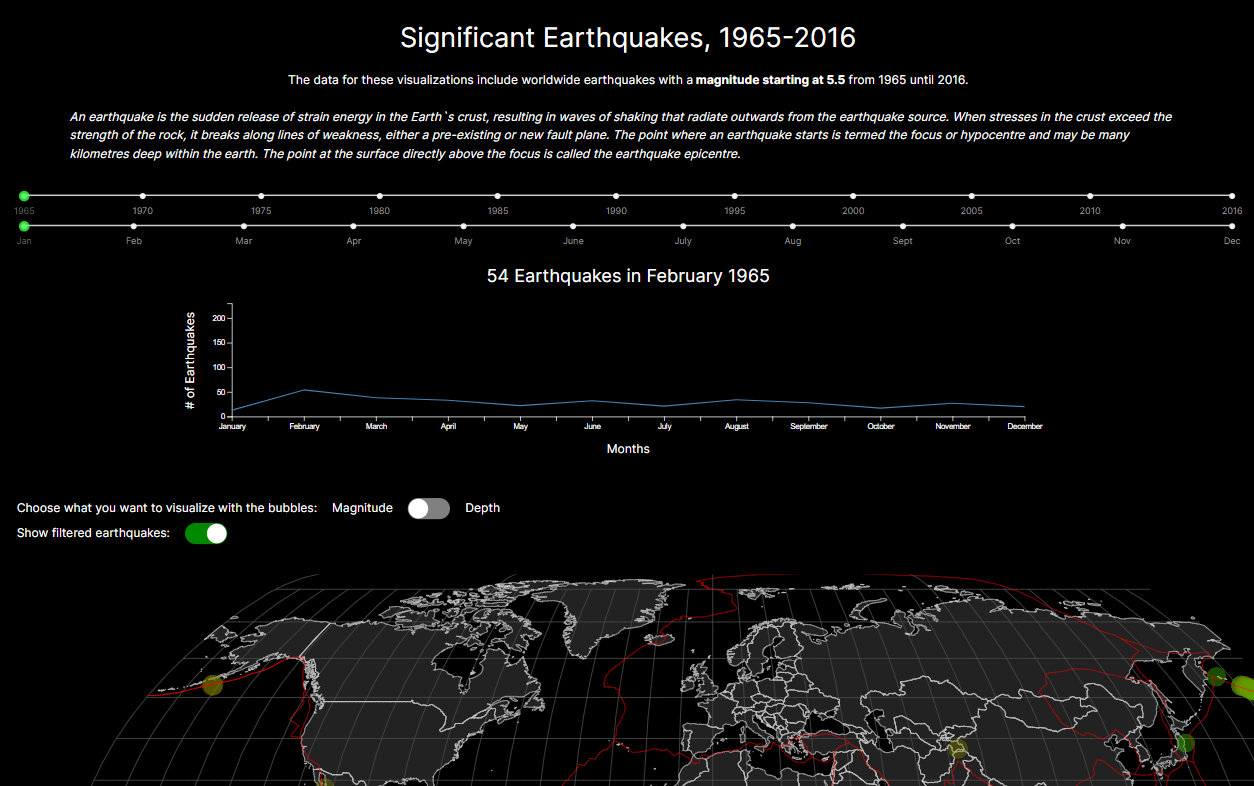 Significant Earthquakes, 1965-2016
The data for these visualizations include worldwide earthquakes with a magnitude starting at 5.5 from 1965 until 2016.
An earthquake is the sudden release of strain energy in the Earth`s crust, resulting in waves of shaking that radiate outwards from the earthquake source. When stresses in the crust exceed the
strength of the rock, it breaks along lines of weakness, either a pre-existing or new fault plane. The point where an earthquake starts is termed the focus or hypocentre and may be many
kilometres deep within the earth. The point at the surface directly above the focus is called the earthquake epicentre.
1965 1970 1975 1980 1985 1990 1995 2000 2005 2010 2016
Jan Feb Mar Apr May June July Aug Sept Oct Nov Dec
54 Earthquakes in February 1965
# of Earthquakes
200
150
100
50
0
January February March April May June July August September October November December
Months
Choose what you want to visualize with the bubbles: Magnitude Depth
Show filtered earthquakes: